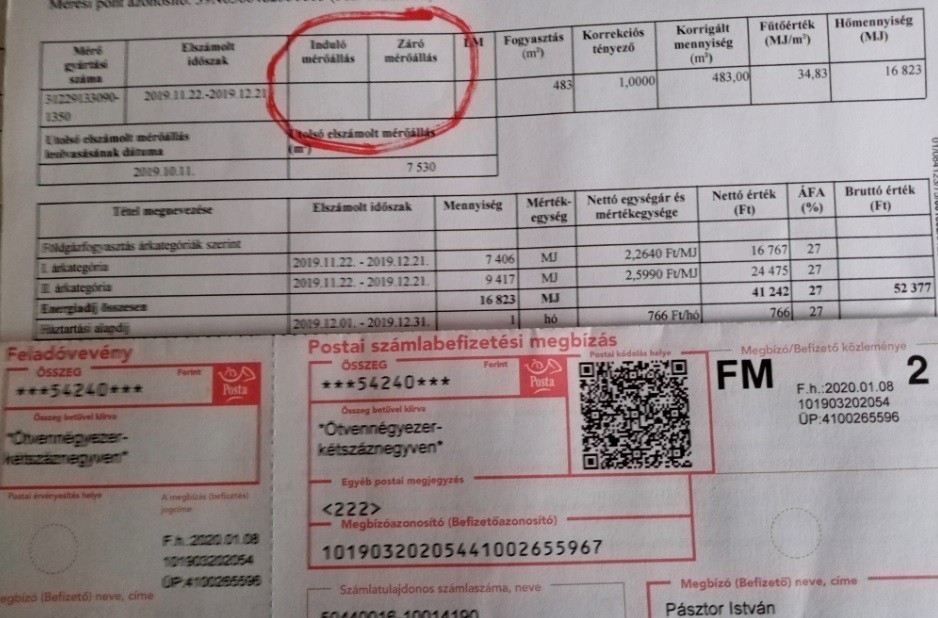 Mérő gyártási száma
Elszámolt időszak
Induló mérőállás
Záró mérőállás
LM
Fogyasztás (m³)
Korrekciós tényező
Korrigált mennyiség (m³)
Fűtőérték (MJ/m³)
Hőmennyiség (MJ)
2019.11.22.-2019.12.21
483
1,0000
483,00
34,83
16 823
1350
Utolsó elszámolt mérőállás leolvasásának dátuma
Utolsó elszámolt mérőállás (m³)
2019.10.11.
7 530
Tétel megnevezése
Elszámolt időszak
Mennyiség
Mérték-egység
Nettó egységár és mértékegysége
Nettó érték (Ft)
ÁFA (%)
Bruttó érték (Ft)
Földgázfogyasztás árkategóriák szerint
I. árkategória
2019.11.22. - 2019.12.21.
7 406
MJ
2,2640 Ft/MJ
16 767
27
II. árkategória
2019.11.22. - 2019.12.21.
9 417
MJ
2,5990 Ft/MJ
24 475
27
Energiadíj összesen
16 823
MJ
41 242
27
52 377
Háztartási alapdíj
2019.12.01. - 2019.12.31.
1
hó
766 Ft/hó
766
27
Feladóvevény
ÖSSZEG
Forint
***54240***
Posta
Összeg betűvel kiírva
*Ötvennégyezer-
kétszáznegyven*
Postai érvényesítés helye
A megbízás (befizetés) jogcíme
F.h.:2020.01.08
101903202054
ÜP:4100265596
Megbízó (Befizető) neve, címe
Postai számlabefizetési megbízás
ÖSSZEG
Forint
***54240***
Posta
Összeg betűvel kiírva
*Ötvennégyezer-
kétszáznegyven*
Postai kódolás helye
Egyéb postai megjegyzés
<222>
Megbízóazonosító (Befizetőazonosító)
101903202054410026555967
Számlatulajdonos számlaszáma, neve
Megbízó/Befizető közleménye
FM
2
F.h.:2020.01.08
101903202054
ÜP:4100265596
Megbízó (Befizető) neve, címe
Pásztor István